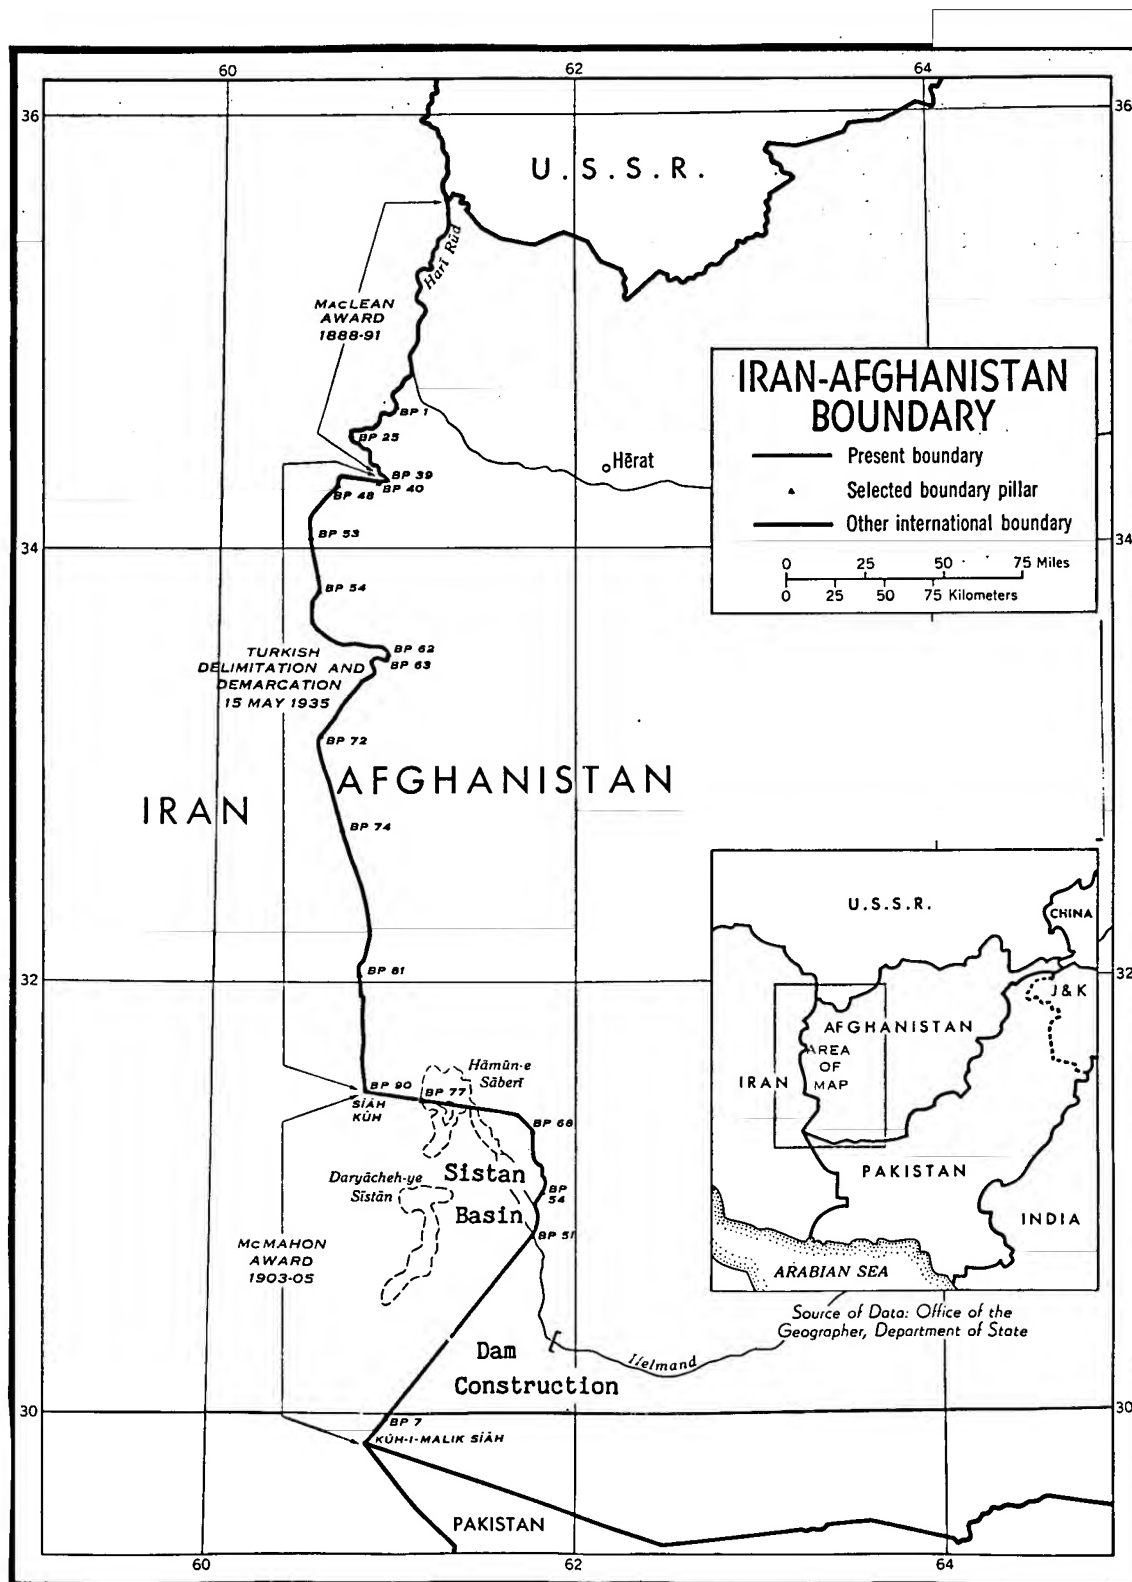 60
62
64
36
36
U.S.S.R.
Harī Rūd
MACLEAN
AWARD
1888-91
IRAN-AFGHANISTAN
BOUNDARY
Present boundary
Selected boundary pillar
Other international boundary
0 25 50 75 Miles
0 25 50 75 Kilometers
BP 1
BP 25
Hērat
BP 39
BP 40
BP 48
BP 53
34
34
BP 54
BP 62
BP 63
TURKISH
DELIMITATION AND
DEMARCATION
15 MAY 1935
BP 72
AFGHANISTAN
IRAN
BP 74
BP 81
32
32
U.S.S.R.
CHINA
J & K
AFGHANISTAN
AREA
OF
MAP
IRAN
PAKISTAN
INDIA
ARABIAN SEA
Hāmūn-e
Sāberī
BP 90
BP 77
SĪĀH
KŪH
BP 68
Sistan
Basin
Daryācheh-ye
Sīstān
BP
54
BP 51
McMAHON
AWARD
1903-05
Source of Data: Office of the
Geographer, Department of State
Dam
Construction
Helmand
30
30
BP 7
KŪH-I-MALIK SĪĀH
PAKISTAN
60
62
64